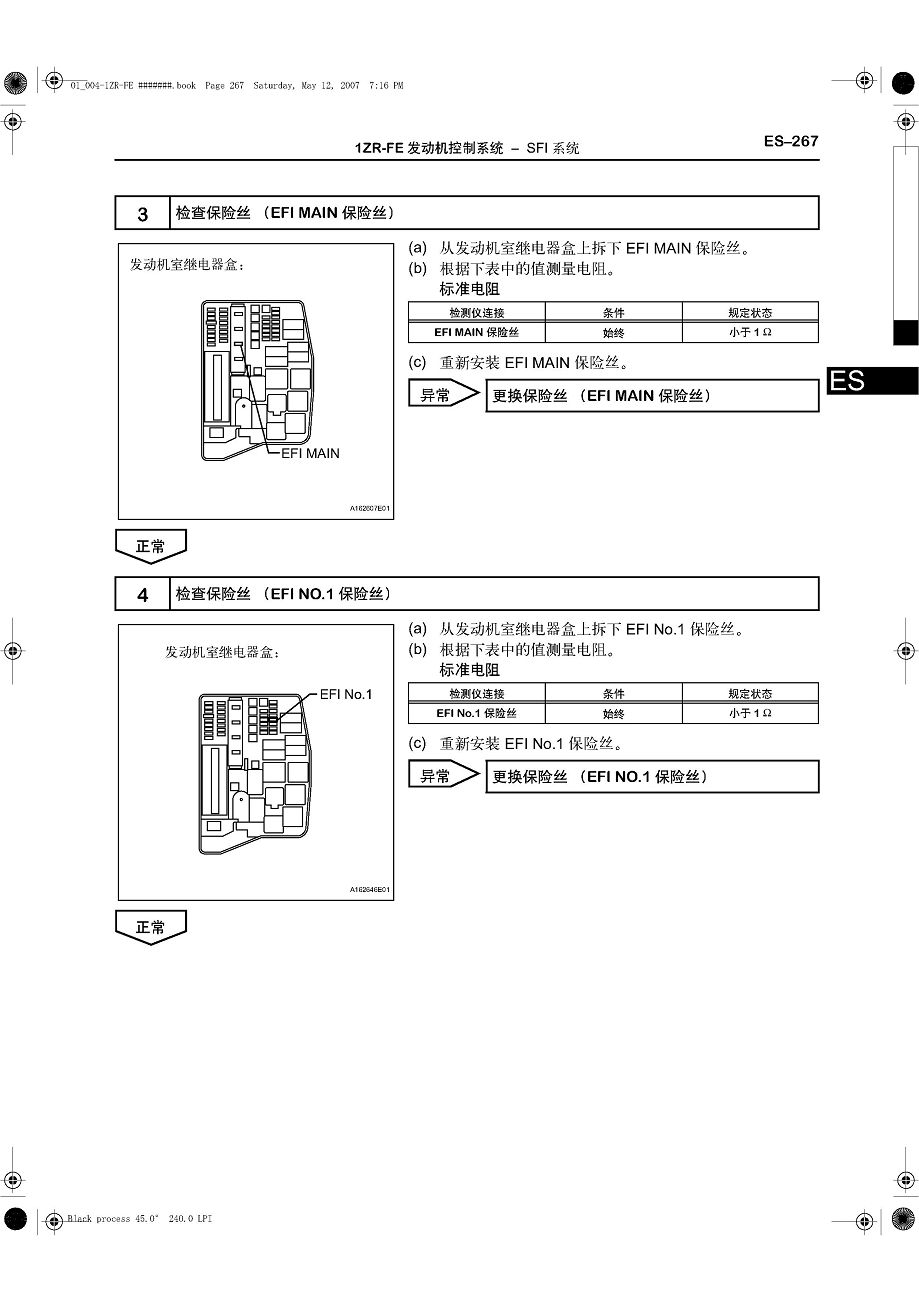 01_004-1ZR-FE #######.book  Page 267  Saturday, May 12, 2007  7:16 PM
1ZR-FE 发动机控制系统 – SFI 系统
ES–267
3 检查保险丝 （EFI MAIN 保险丝）
发动机室继电器盒：
EFI MAIN
A162607E01
(a) 从发动机室继电器盒上拆下 EFI MAIN 保险丝。
(b) 根据下表中的值测量电阻。
标准电阻
检测仪连接 条件 规定状态
EFI MAIN 保险丝 始终 小于 1 Ω
(c) 重新安装 EFI MAIN 保险丝。
ES
异常 更换保险丝 （EFI MAIN 保险丝）
正常
4 检查保险丝 （EFI NO.1 保险丝）
发动机室继电器盒：
EFI No.1
A162646E01
(a) 从发动机室继电器盒上拆下 EFI No.1 保险丝。
(b) 根据下表中的值测量电阻。
标准电阻
检测仪连接 条件 规定状态
EFI No.1 保险丝 始终 小于 1 Ω
(c) 重新安装 EFI No.1 保险丝。
异常 更换保险丝 （EFI NO.1 保险丝）
正常
Black process 45.0°  240.0 LPI